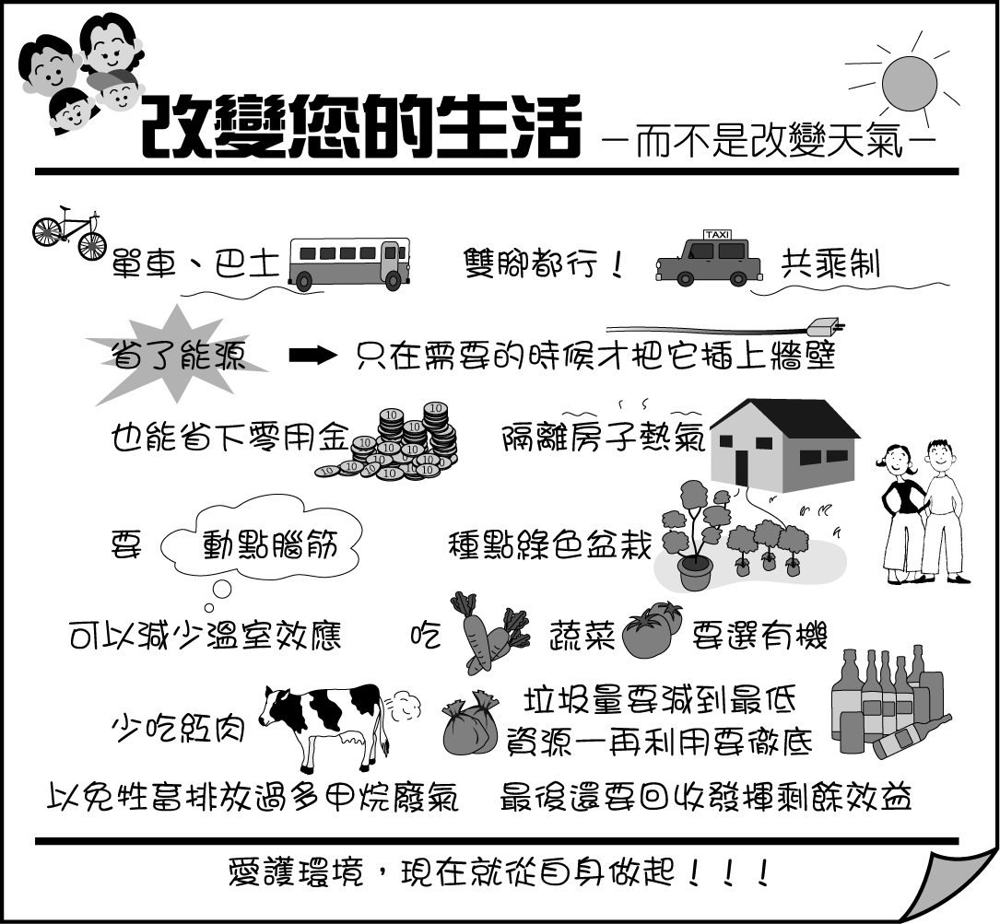 改變您的生活 －而不是改變天氣－
單車、巴士 雙腳都行！ TAXI 共乘制
省了能源 ➡ 只在需要的時候才把它插上牆壁
也能省下零用金 10 10 10 10 10 10 10 10 10 10 10 隔離房子熱氣
要 動點腦筋 種點綠色盆栽
可以減少溫室效應 吃 蔬菜 要選有機
少吃紅肉 垃圾量要減到最低
資源一再利用要徹底
以免牲畜排放過多甲烷廢氣 最後還要回收發揮剩餘效益
愛護環境，現在就從自身做起！！！